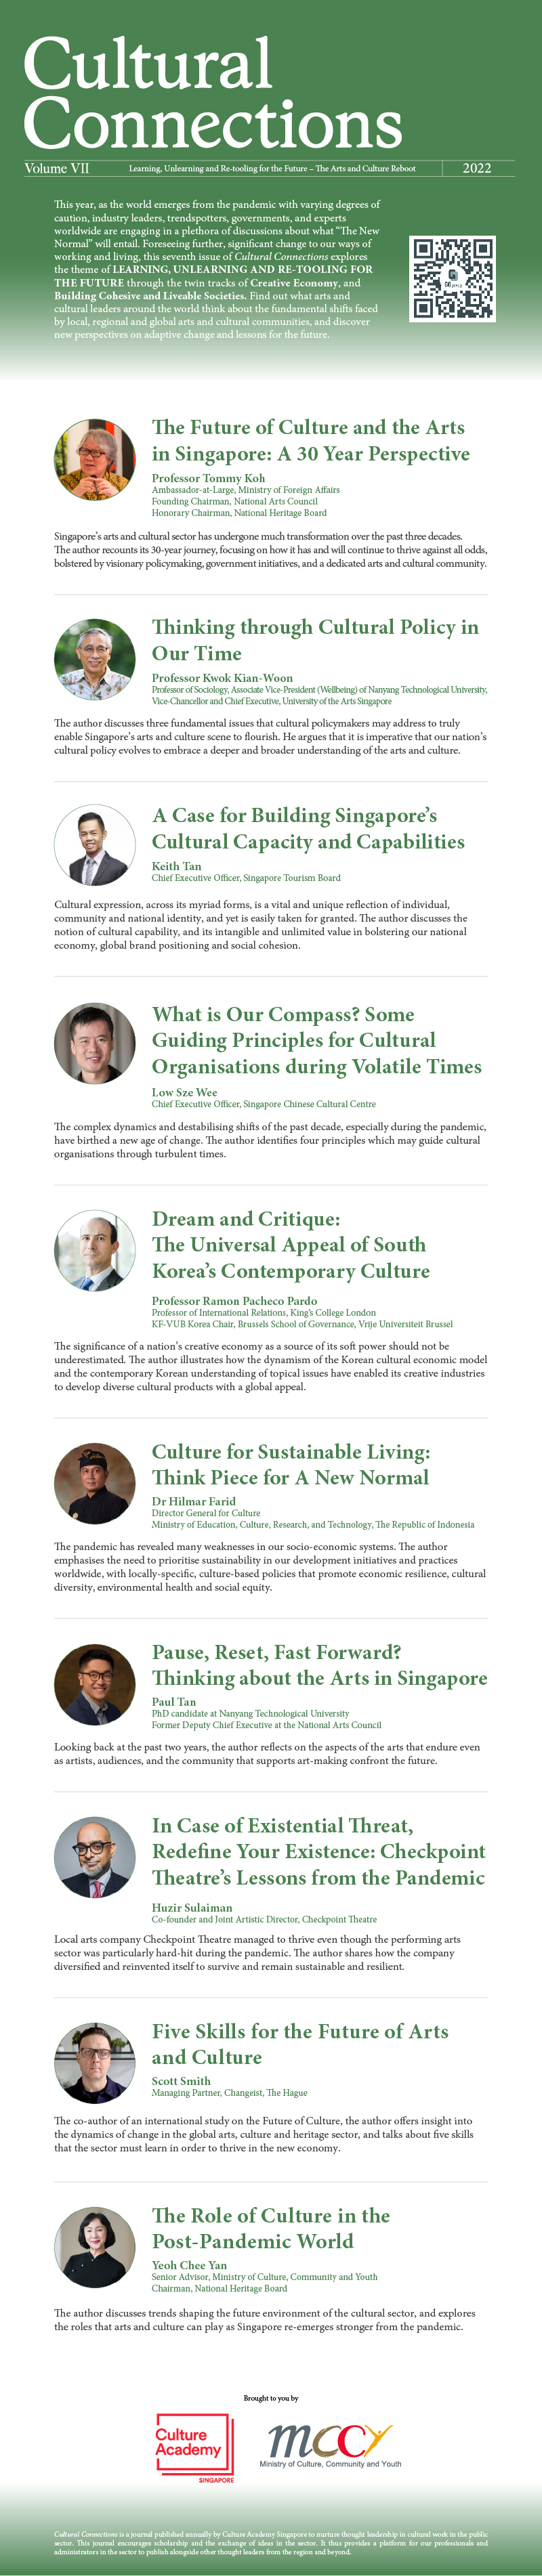 Cultural
Connections
Volume VII
Learning, Unlearning and Re-tooling for the Future – The Arts and Culture Reboot
2022
This year, as the world emerges from the pandemic with varying degrees of
caution, industry leaders, trendspotters, governments, and experts
worldwide are engaging in a plethora of discussions about what “The New
Normal” will entail. Foreseeing further, significant change to our ways of
working and living, this seventh issue of Cultural Connections explores
the theme of LEARNING, UNLEARNING AND RE-TOOLING FOR
THE FUTURE through the twin tracks of Creative Economy, and
Building Cohesive and Liveable Societies. Find out what arts and
cultural leaders around the world think about the fundamental shifts faced
by local, regional and global arts and cultural communities, and discover
new perspectives on adaptive change and lessons for the future.
The Future of Culture and the Arts
in Singapore: A 30 Year Perspective
Professor Tommy Koh
Ambassador-at-Large, Ministry of Foreign Affairs
Founding Chairman, National Arts Council
Honorary Chairman, National Heritage Board
Singapore’s arts and cultural sector has undergone much transformation over the past three decades.
The author recounts its 30-year journey, focusing on how it has and will continue to thrive against all odds,
bolstered by visionary policymaking, government initiatives, and a dedicated arts and cultural community.
Thinking through Cultural Policy in
Our Time
Professor Kwok Kian-Woon
Professor of Sociology, Associate Vice-President (Wellbeing) of Nanyang Technological University,
Vice-Chancellor and Chief Executive, University of the Arts Singapore
The author discusses three fundamental issues that cultural policymakers may address to truly
enable Singapore’s arts and culture scene to flourish. He argues that it is imperative that our nation’s
cultural policy evolves to embrace a deeper and broader understanding of the arts and culture.
A Case for Building Singapore’s
Cultural Capacity and Capabilities
Keith Tan
Chief Executive Officer, Singapore Tourism Board
Cultural expression, across its myriad forms, is a vital and unique reflection of individual,
community and national identity, and yet is easily taken for granted. The author discusses the
notion of cultural capability, and its intangible and unlimited value in bolstering our national
economy, global brand positioning and social cohesion.
What is Our Compass? Some
Guiding Principles for Cultural
Organisations during Volatile Times
Low Sze Wee
Chief Executive Officer, Singapore Chinese Cultural Centre
The complex dynamics and destabilising shifts of the past decade, especially during the pandemic,
have birthed a new age of change. The author identifies four principles which may guide cultural
organisations through turbulent times.
Dream and Critique:
The Universal Appeal of South
Korea’s Contemporary Culture
Professor Ramon Pacheco Pardo
Professor of International Relations, King’s College London
KF-VUB Korea Chair, Brussels School of Governance, Vrije Universiteit Brussel
The significance of a nation’s creative economy as a source of its soft power should not be
underestimated. The author illustrates how the dynamism of the Korean cultural economic model
and the contemporary Korean understanding of topical issues have enabled its creative industries
to develop diverse cultural products with a global appeal.
Culture for Sustainable Living:
Think Piece for A New Normal
Dr Hilmar Farid
Director General for Culture
Ministry of Education, Culture, Research, and Technology, The Republic of Indonesia
The pandemic has revealed many weaknesses in our socio-economic systems. The author
emphasises the need to prioritise sustainability in our development initiatives and practices
worldwide, with locally-specific, culture-based policies that promote economic resilience, cultural
diversity, environmental health and social equity.
Pause, Reset, Fast Forward?
Thinking about the Arts in Singapore
Paul Tan
PhD candidate at Nanyang Technological University
Former Deputy Chief Executive at the National Arts Council
Looking back at the past two years, the author reflects on the aspects of the arts that endure even
as artists, audiences, and the community that supports art-making confront the future.
In Case of Existential Threat,
Redefine Your Existence: Checkpoint
Theatre’s Lessons from the Pandemic
Huzir Sulaiman
Co-founder and Joint Artistic Director, Checkpoint Theatre
Local arts company Checkpoint Theatre managed to thrive even though the performing arts
sector was particularly hard-hit during the pandemic. The author shares how the company
diversified and reinvented itself to survive and remain sustainable and resilient.
Five Skills for the Future of Arts
and Culture
Scott Smith
Managing Partner, Changeist, The Hague
The co-author of an international study on the Future of Culture, the author offers insight into
the dynamics of change in the global arts, culture and heritage sector, and talks about five skills
that the sector must learn in order to thrive in the new economy.
The Role of Culture in the
Post-Pandemic World
Yeoh Chee Yan
Senior Advisor, Ministry of Culture, Community and Youth
Chairman, National Heritage Board
The author discusses trends shaping the future environment of the cultural sector, and explores
the roles that arts and culture can play as Singapore re-emerges stronger from the pandemic.
Brought to you by
Culture
Academy
SINGAPORE
mccy
Ministry of Culture, Community and Youth
Cultural Connections is a journal published annually by Culture Academy Singapore to nurture thought leadership in cultural work in the public
sector. This journal encourages scholarship and the exchange of ideas in the sector. It thus provides a platform for our professionals and
administrators in the sector to publish alongside other thought leaders from the region and beyond.